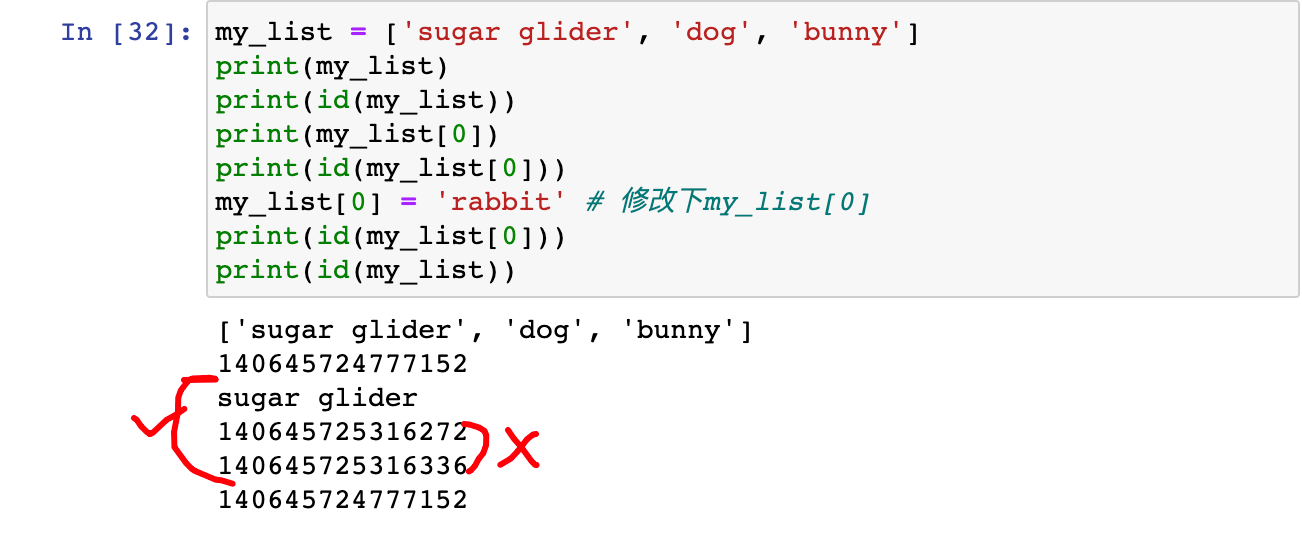 In [32]: my_list = ['sugar glider', 'dog', 'bunny']
print(my_list)
print(id(my_list))
print(my_list[0])
print(id(my_list[0]))
my_list[0] = 'rabbit' # 修改下my_list[0]
print(id(my_list[0]))
print(id(my_list))
['sugar glider', 'dog', 'bunny']
140645724777152
sugar glider
140645725316272
140645725316336
140645724777152